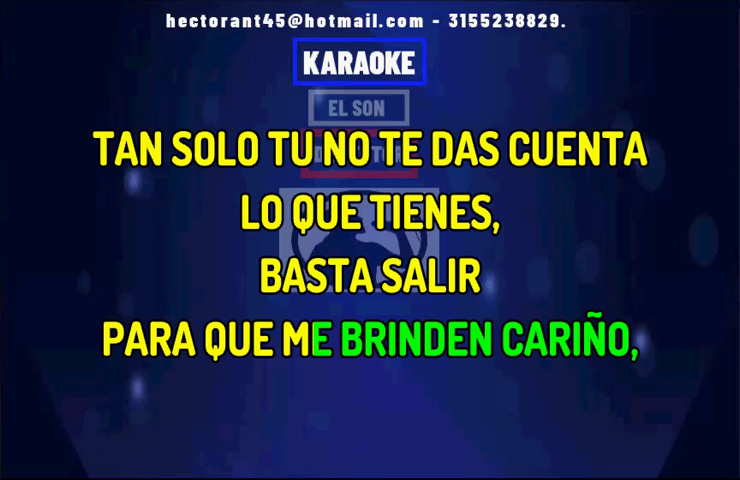 hectorant45@hotmail.com - 3155238829.
KARAOKE
EL SON
TAN SOLO TU NO TE DAS CUENTA
LO QUE TIENES,
BASTA SALIR
PARA QUE ME BRINDEN CARIÑO,